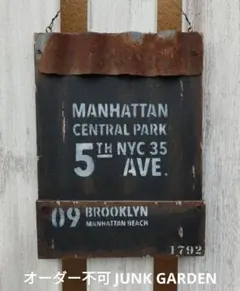 MANHATTAN
CENTRAL PARK
5TH NYC 35
AVE.
09 BROOKLYN
MANHATTAN BEACH
1792
オーダー不可 JUNK GARDEN